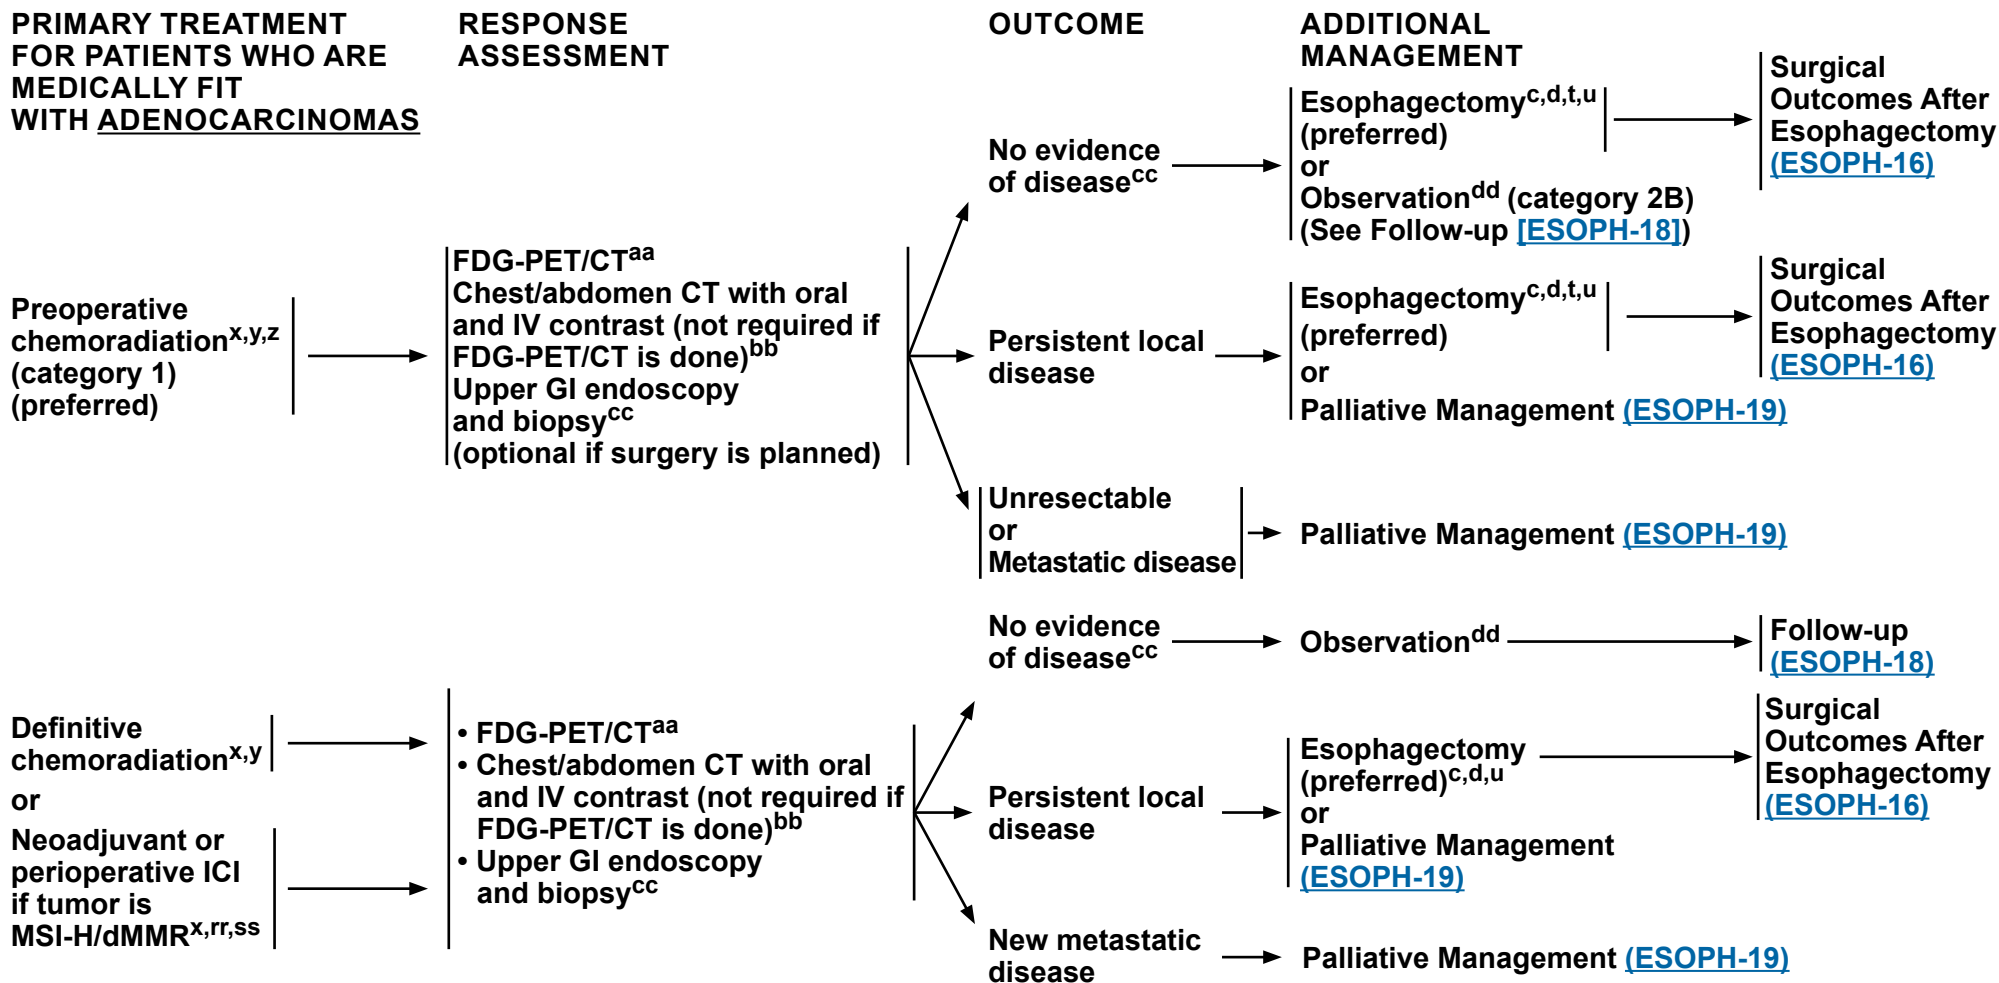 PRIMARY TREATMENT
FOR PATIENTS WHO ARE
MEDICALLY FIT
WITH ADENOCARCINOMAS
RESPONSE
ASSESSMENT
OUTCOME
ADDITIONAL
MANAGEMENT
Preoperative
chemoradiationx,y,z
(category 1)
(preferred)
FDG-PET/CTaa
Chest/abdomen CT with oral
and IV contrast (not required if
FDG-PET/CT is done)bb
Upper GI endoscopy
and biopsycc
(optional if surgery is planned)
No evidence
of diseasecc
Esophagectomyc,d,t,u
(preferred)
or
Observationdd (category 2B)
(See Follow-up [ESOPH-18])
Surgical
Outcomes After
Esophagectomy
(ESOPH-16)
Persistent local
disease
Esophagectomyc,d,t,u
(preferred)
or
Palliative Management (ESOPH-19)
Surgical
Outcomes After
Esophagectomy
(ESOPH-16)
Unresectable
or
Metastatic disease
Palliative Management (ESOPH-19)
Definitive
chemoradiationx,y
or
Neoadjuvant or
perioperative ICI
if tumor is
MSI-H/dMMRx,rr,ss
• FDG-PET/CTaa
• Chest/abdomen CT with oral
and IV contrast (not required if
FDG-PET/CT is done)bb
• Upper GI endoscopy
and biopsycc
No evidence
of diseasecc
Observationdd
Follow-up
(ESOPH-18)
Persistent local
disease
Esophagectomy
(preferred)c,d,u
or
Palliative Management
(ESOPH-19)
Surgical
Outcomes After
Esophagectomy
(ESOPH-16)
New metastatic
disease
Palliative Management (ESOPH-19)